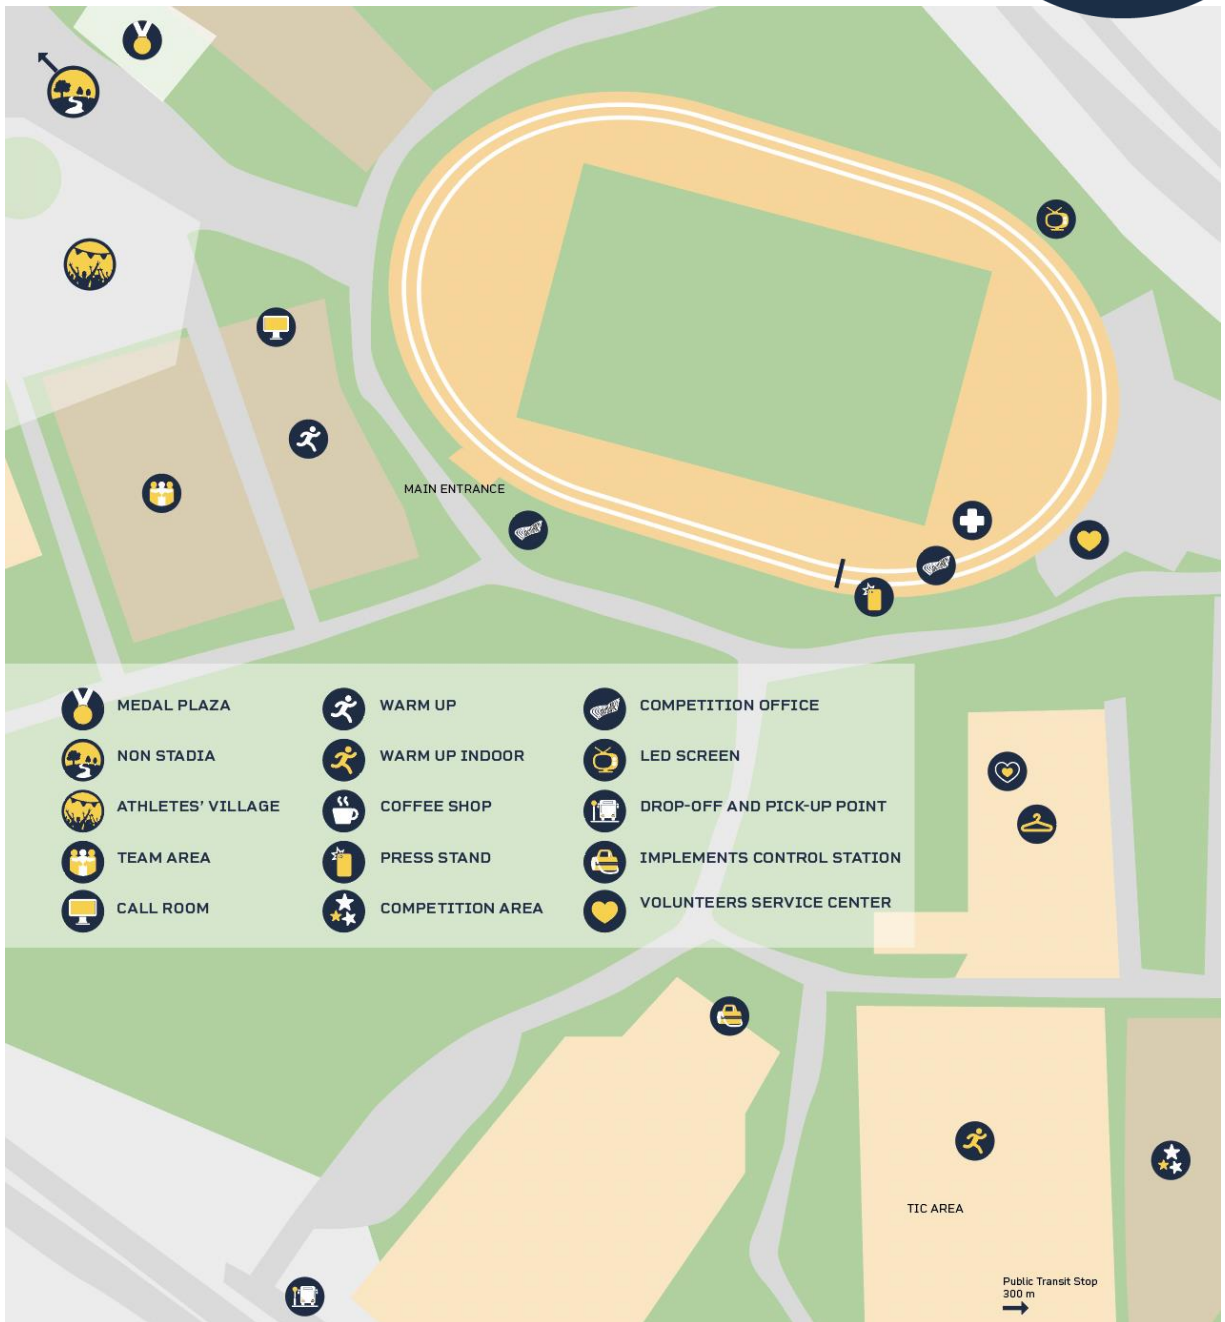 MAIN ENTRANCE
MEDAL PLAZA
NON STADIA
ATHLETES' VILLAGE
TEAM AREA
CALL ROOM
WARM UP
WARM UP INDOOR
COFFEE SHOP
PRESS STAND
COMPETITION AREA
COMPETITION OFFICE
LED SCREEN
DROP-OFF AND PICK-UP POINT
IMPLEMENTS CONTROL STATION
VOLUNTEERS SERVICE CENTER
TIC AREA
Public Transit Stop
300 m